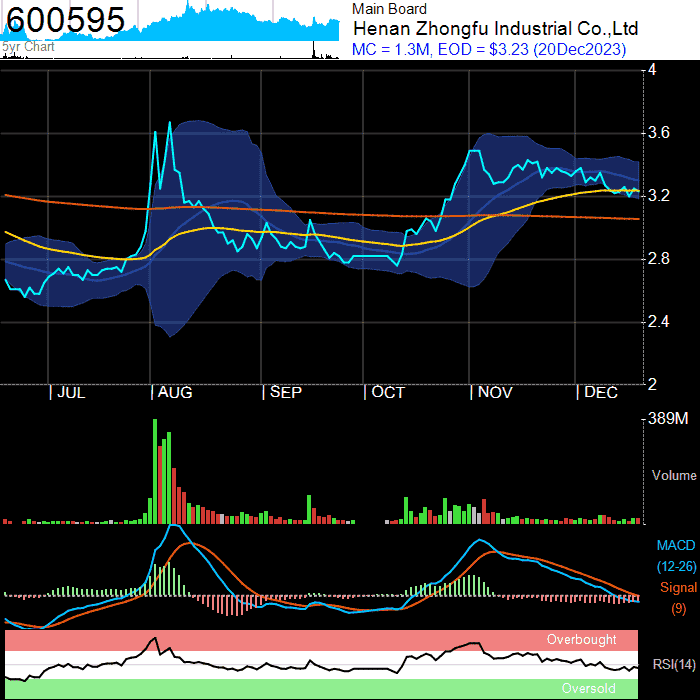 600595
5yr Chart
Main Board
Henan Zhongfu Industrial Co.,Ltd
MC = 1.3M, EOD = $3.23 (20Dec2023)
4
3.6
3.2
2.8
2.4
2
| JUL | AUG | SEP | OCT | NOV | DEC
389M
Volume
MACD
(12-26)
Signal
(9)
Overbought
RSI(14)
Oversold